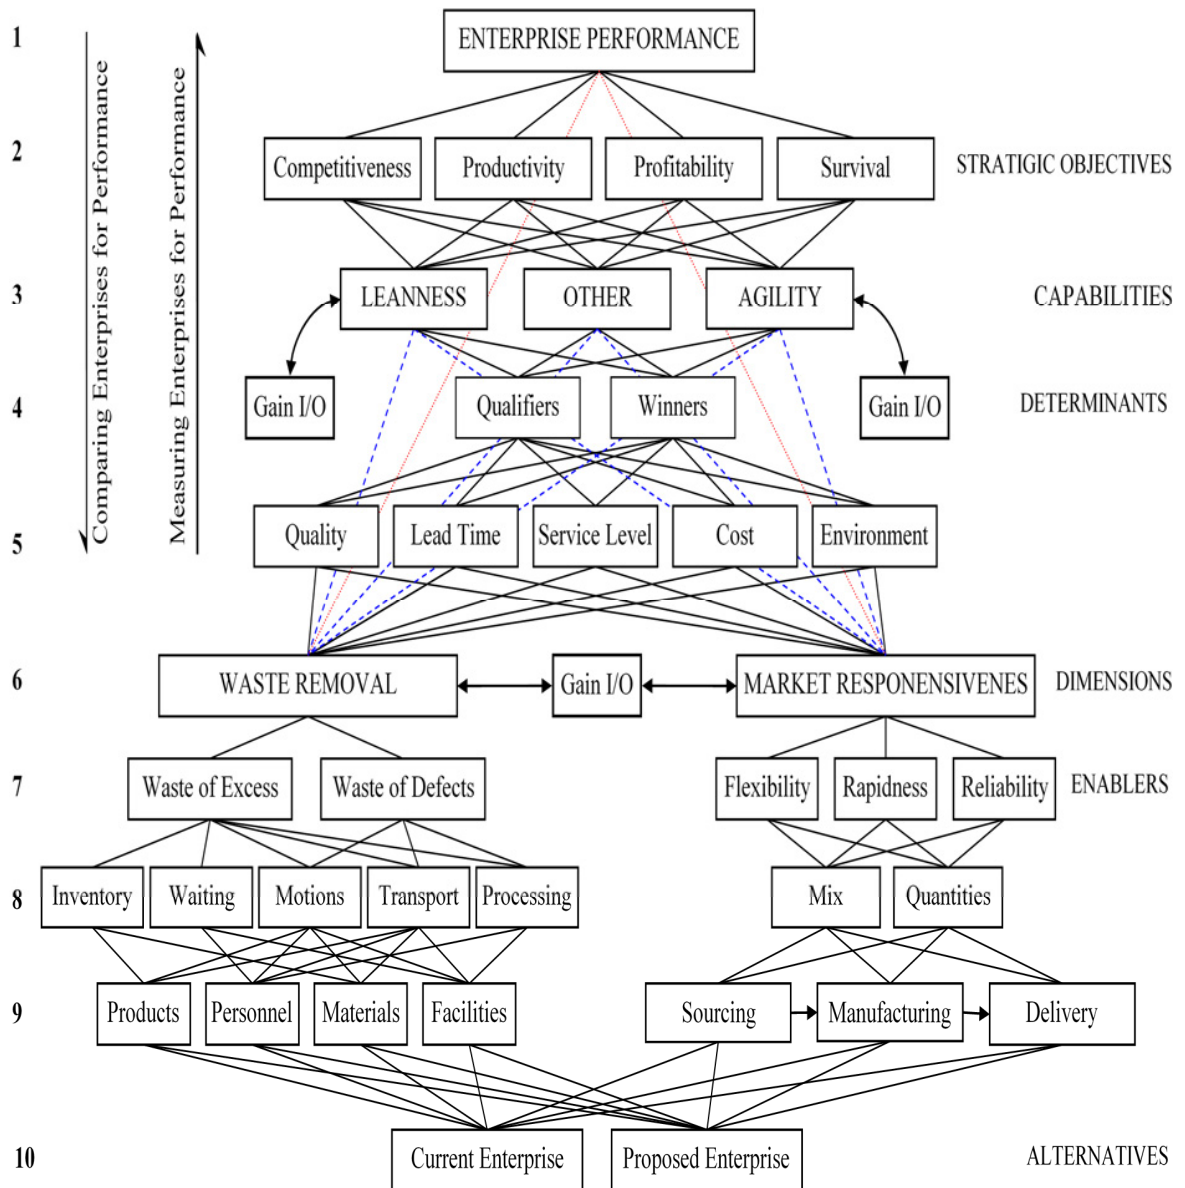 1
ENTERPRISE PERFORMANCE
Comparing Enterprises for Performance
Measuring Enterprises for Performance
2
Competitiveness
Productivity
Profitability
Survival
STRATIGIC OBJECTIVES
3
LEANNESS
OTHER
AGILITY
CAPABILITIES
4
Gain I/O
Qualifiers
Winners
Gain I/O
DETERMINANTS
5
Quality
Lead Time
Service Level
Cost
Environment
6
WASTE REMOVAL
Gain I/O
MARKET RESPONENSIVENES
DIMENSIONS
7
Waste of Excess
Waste of Defects
Flexibility
Rapidness
Reliability
ENABLERS
8
Inventory
Waiting
Motions
Transport
Processing
Mix
Quantities
9
Products
Personnel
Materials
Facilities
Sourcing
Manufacturing
Delivery
10
Current Enterprise
Proposed Enterprise
ALTERNATIVES